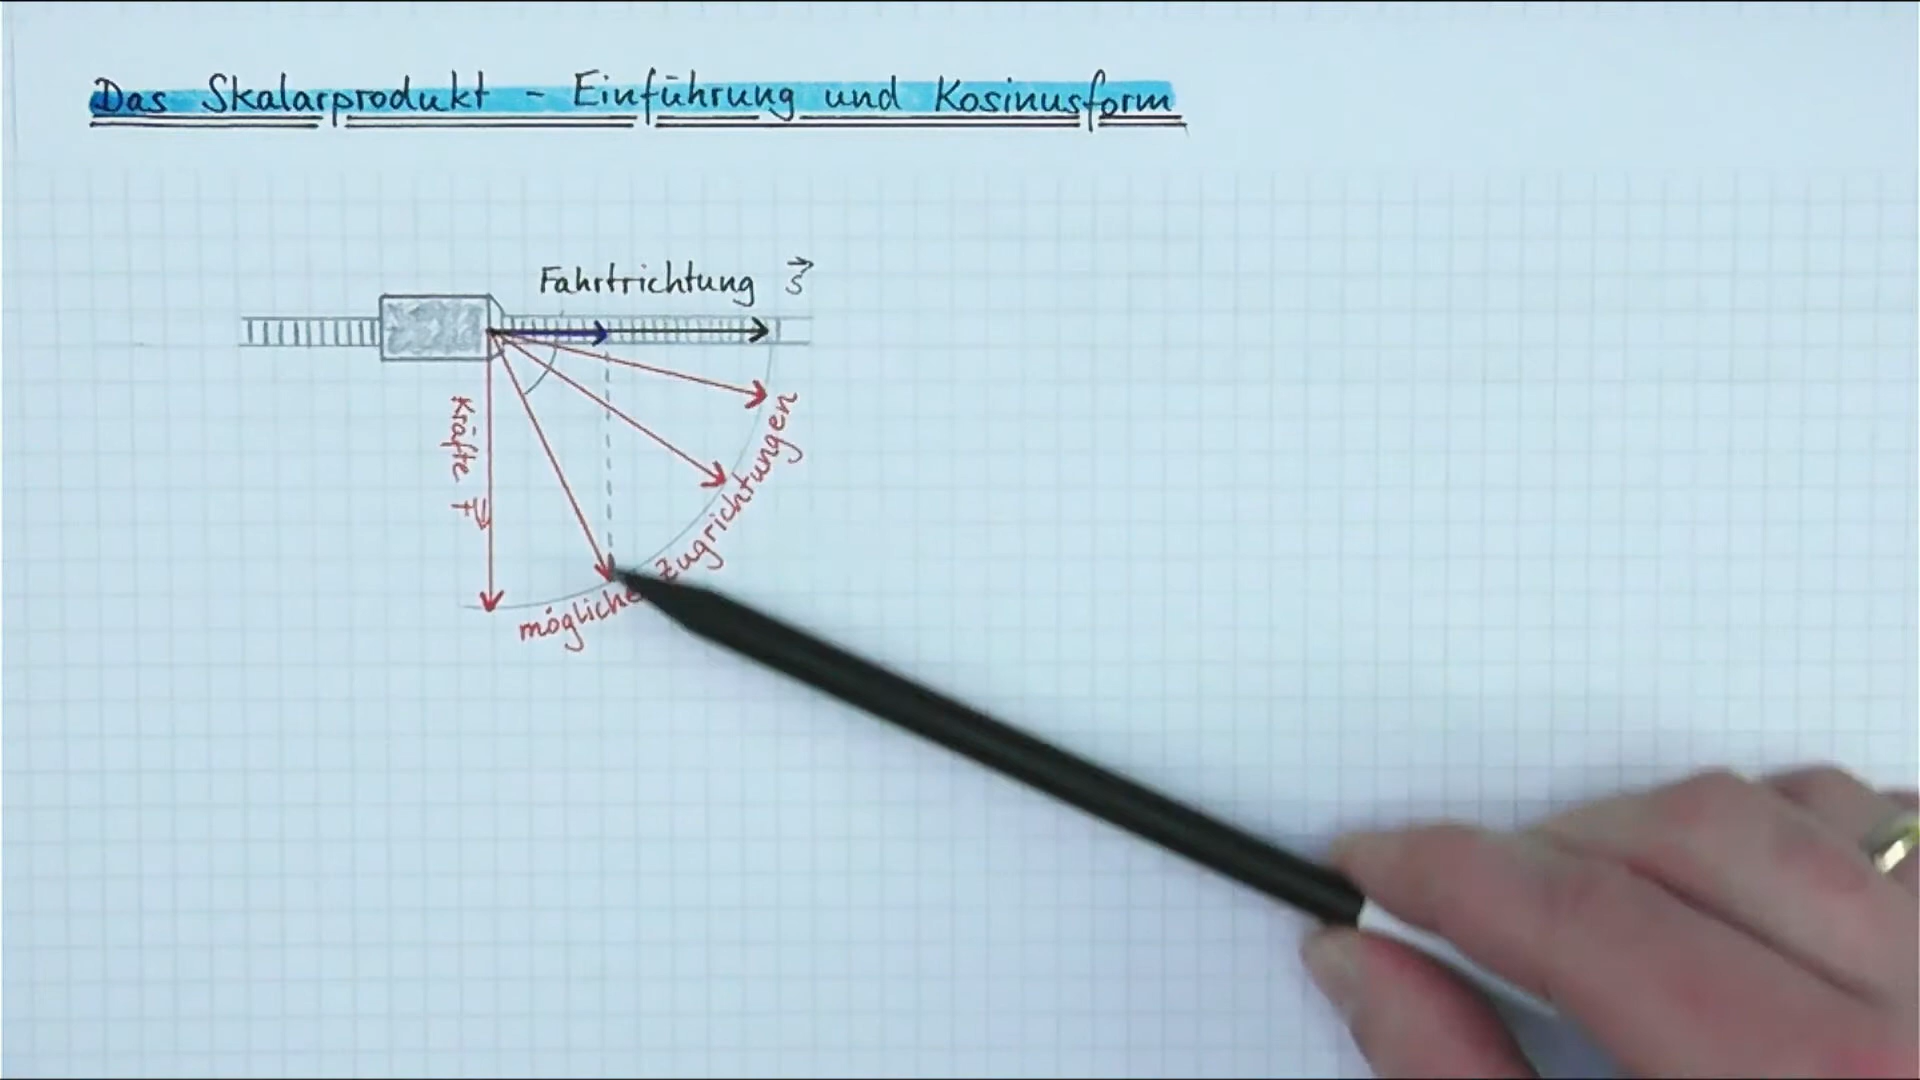 Das Skalarprodukt - Einführung und Kosinusform
Fahrtrichtung s⃗
Kräfte F⃗
mögliche Zugrichtungen